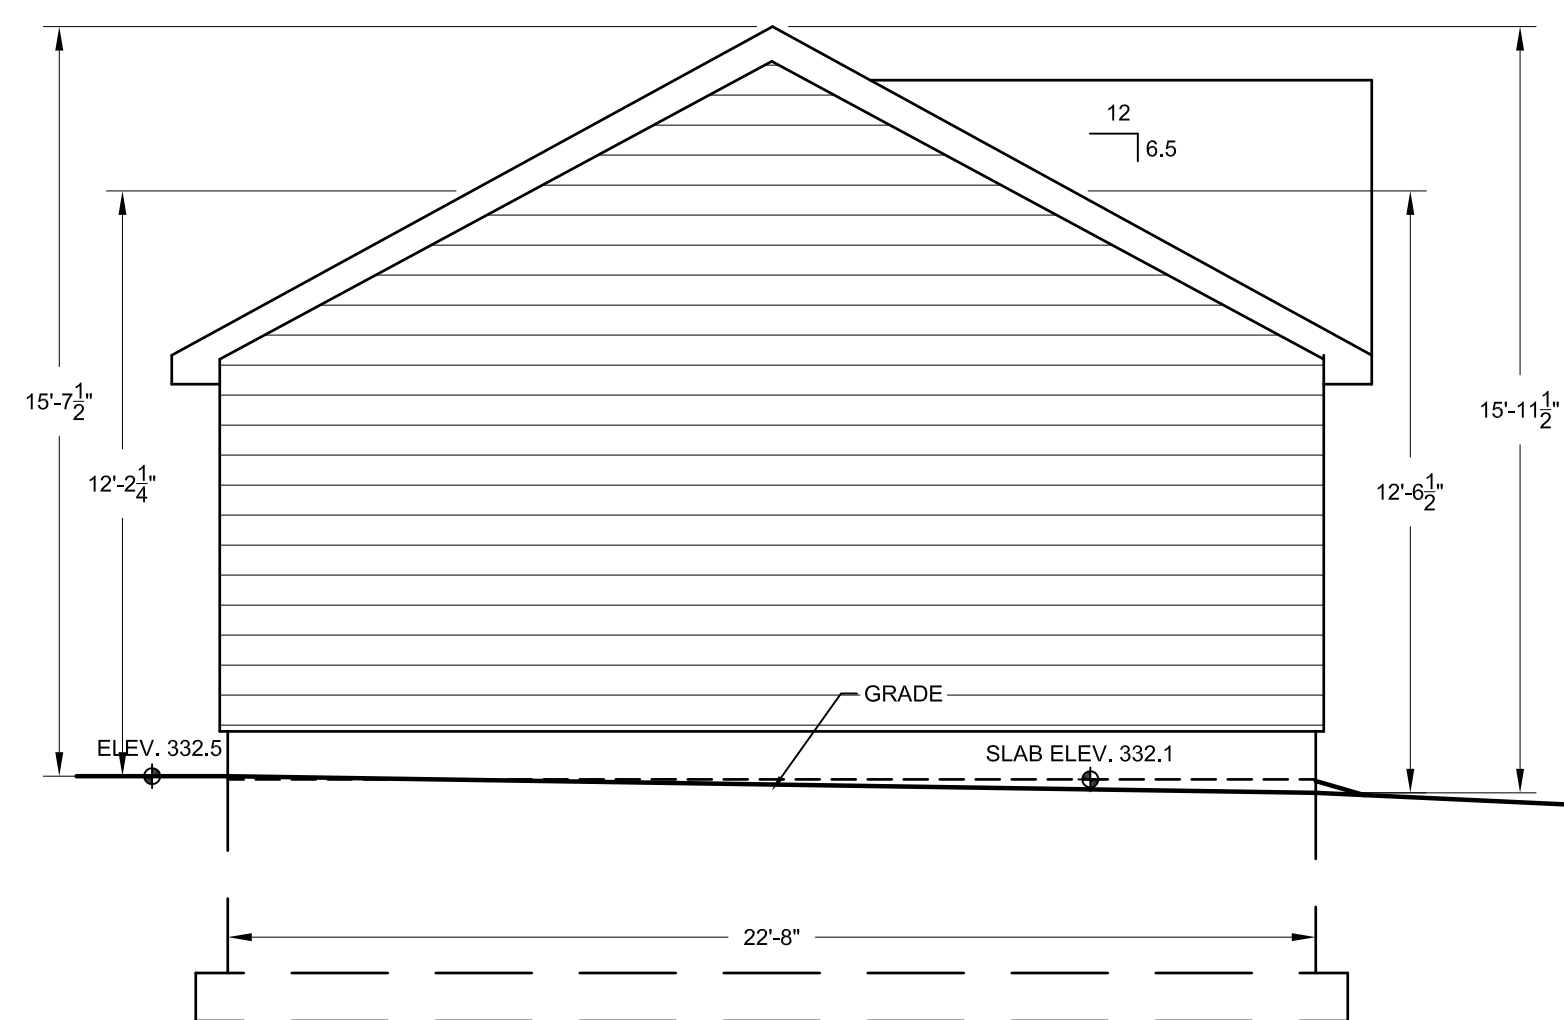 12
6.5
15'-7 1/2"
15'-11 1/2"
12'-2 1/4"
12'-6 1/2"
GRADE
ELEV. 332.5
SLAB ELEV. 332.1
22'-8"